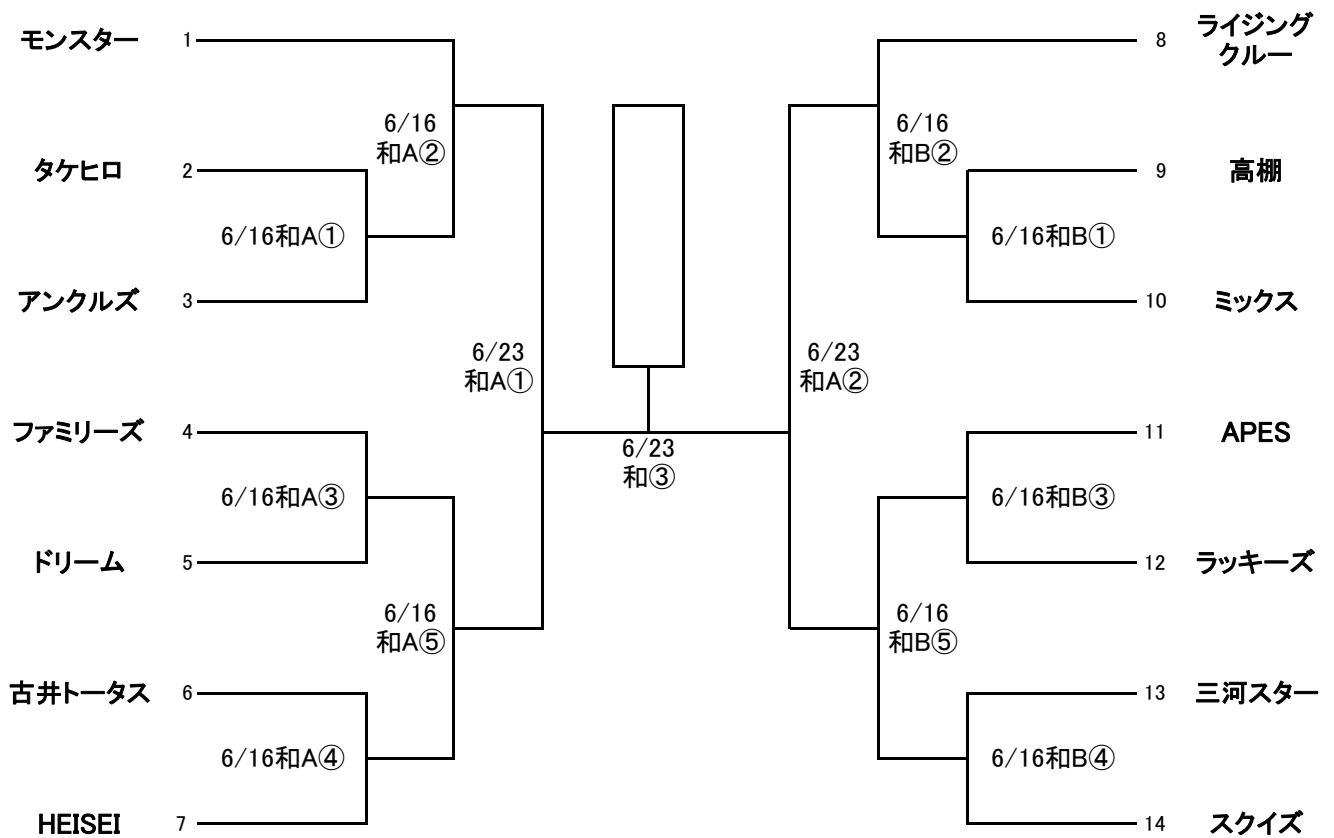 モンスター 1
タケヒロ 2
アンクルズ 3
ファミリーズ 4
ドリーム 5
古井トータス 6
HEISEI 7
6/16和A①
6/16和A③
6/16和A④
6/16
和A②
6/16
和A⑤
6/23
和A①
6/23
和③
6/23
和A②
6/16
和B②
6/16
和B⑤
6/16和B①
6/16和B③
6/16和B④
8 ライジング
クルー
9 高棚
10 ミックス
11 APES
12 ラッキーズ
13 三河スター
14 スクイズ